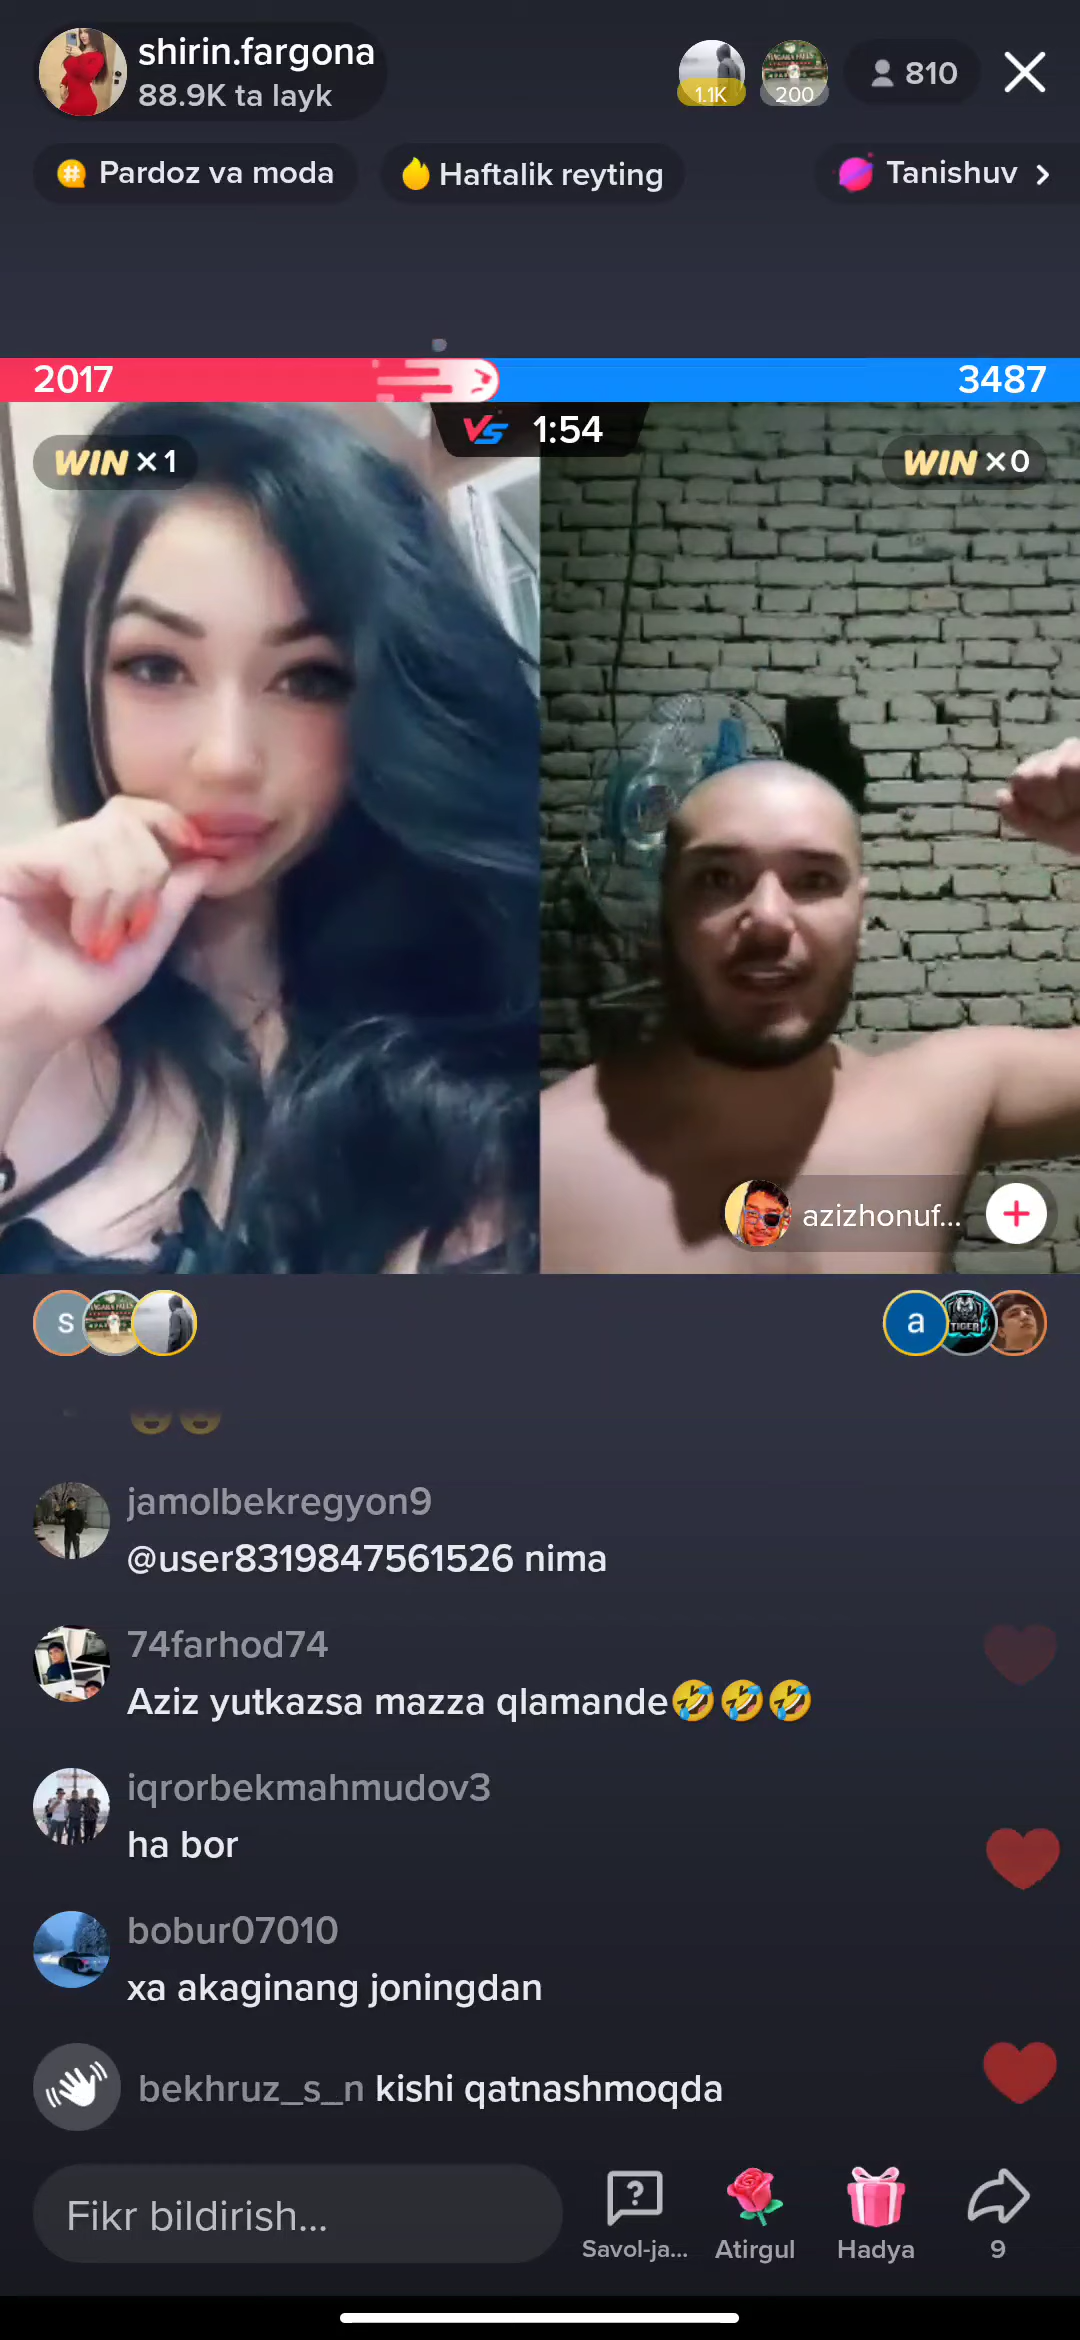 shirin.fargona
88.9K ta layk
1.1K
200
810
Pardoz va moda
Haftalik reyting
Tanishuv
2017
3487
VS 1:54
WIN ×1
WIN ×0
azizhonuf...
s
a
TIGER
jamolbekregyon9
@user8319847561526 nima
74farhod74
Aziz yutkazsa mazza qlamande🤣🤣🤣
iqrorbekmahmudov3
ha bor
bobur07010
xa akaginang joningdan
bekhruz_s_n kishi qatnashmoqda
Fikr bildirish...
Savol-ja...
Atirgul
Hadya
9